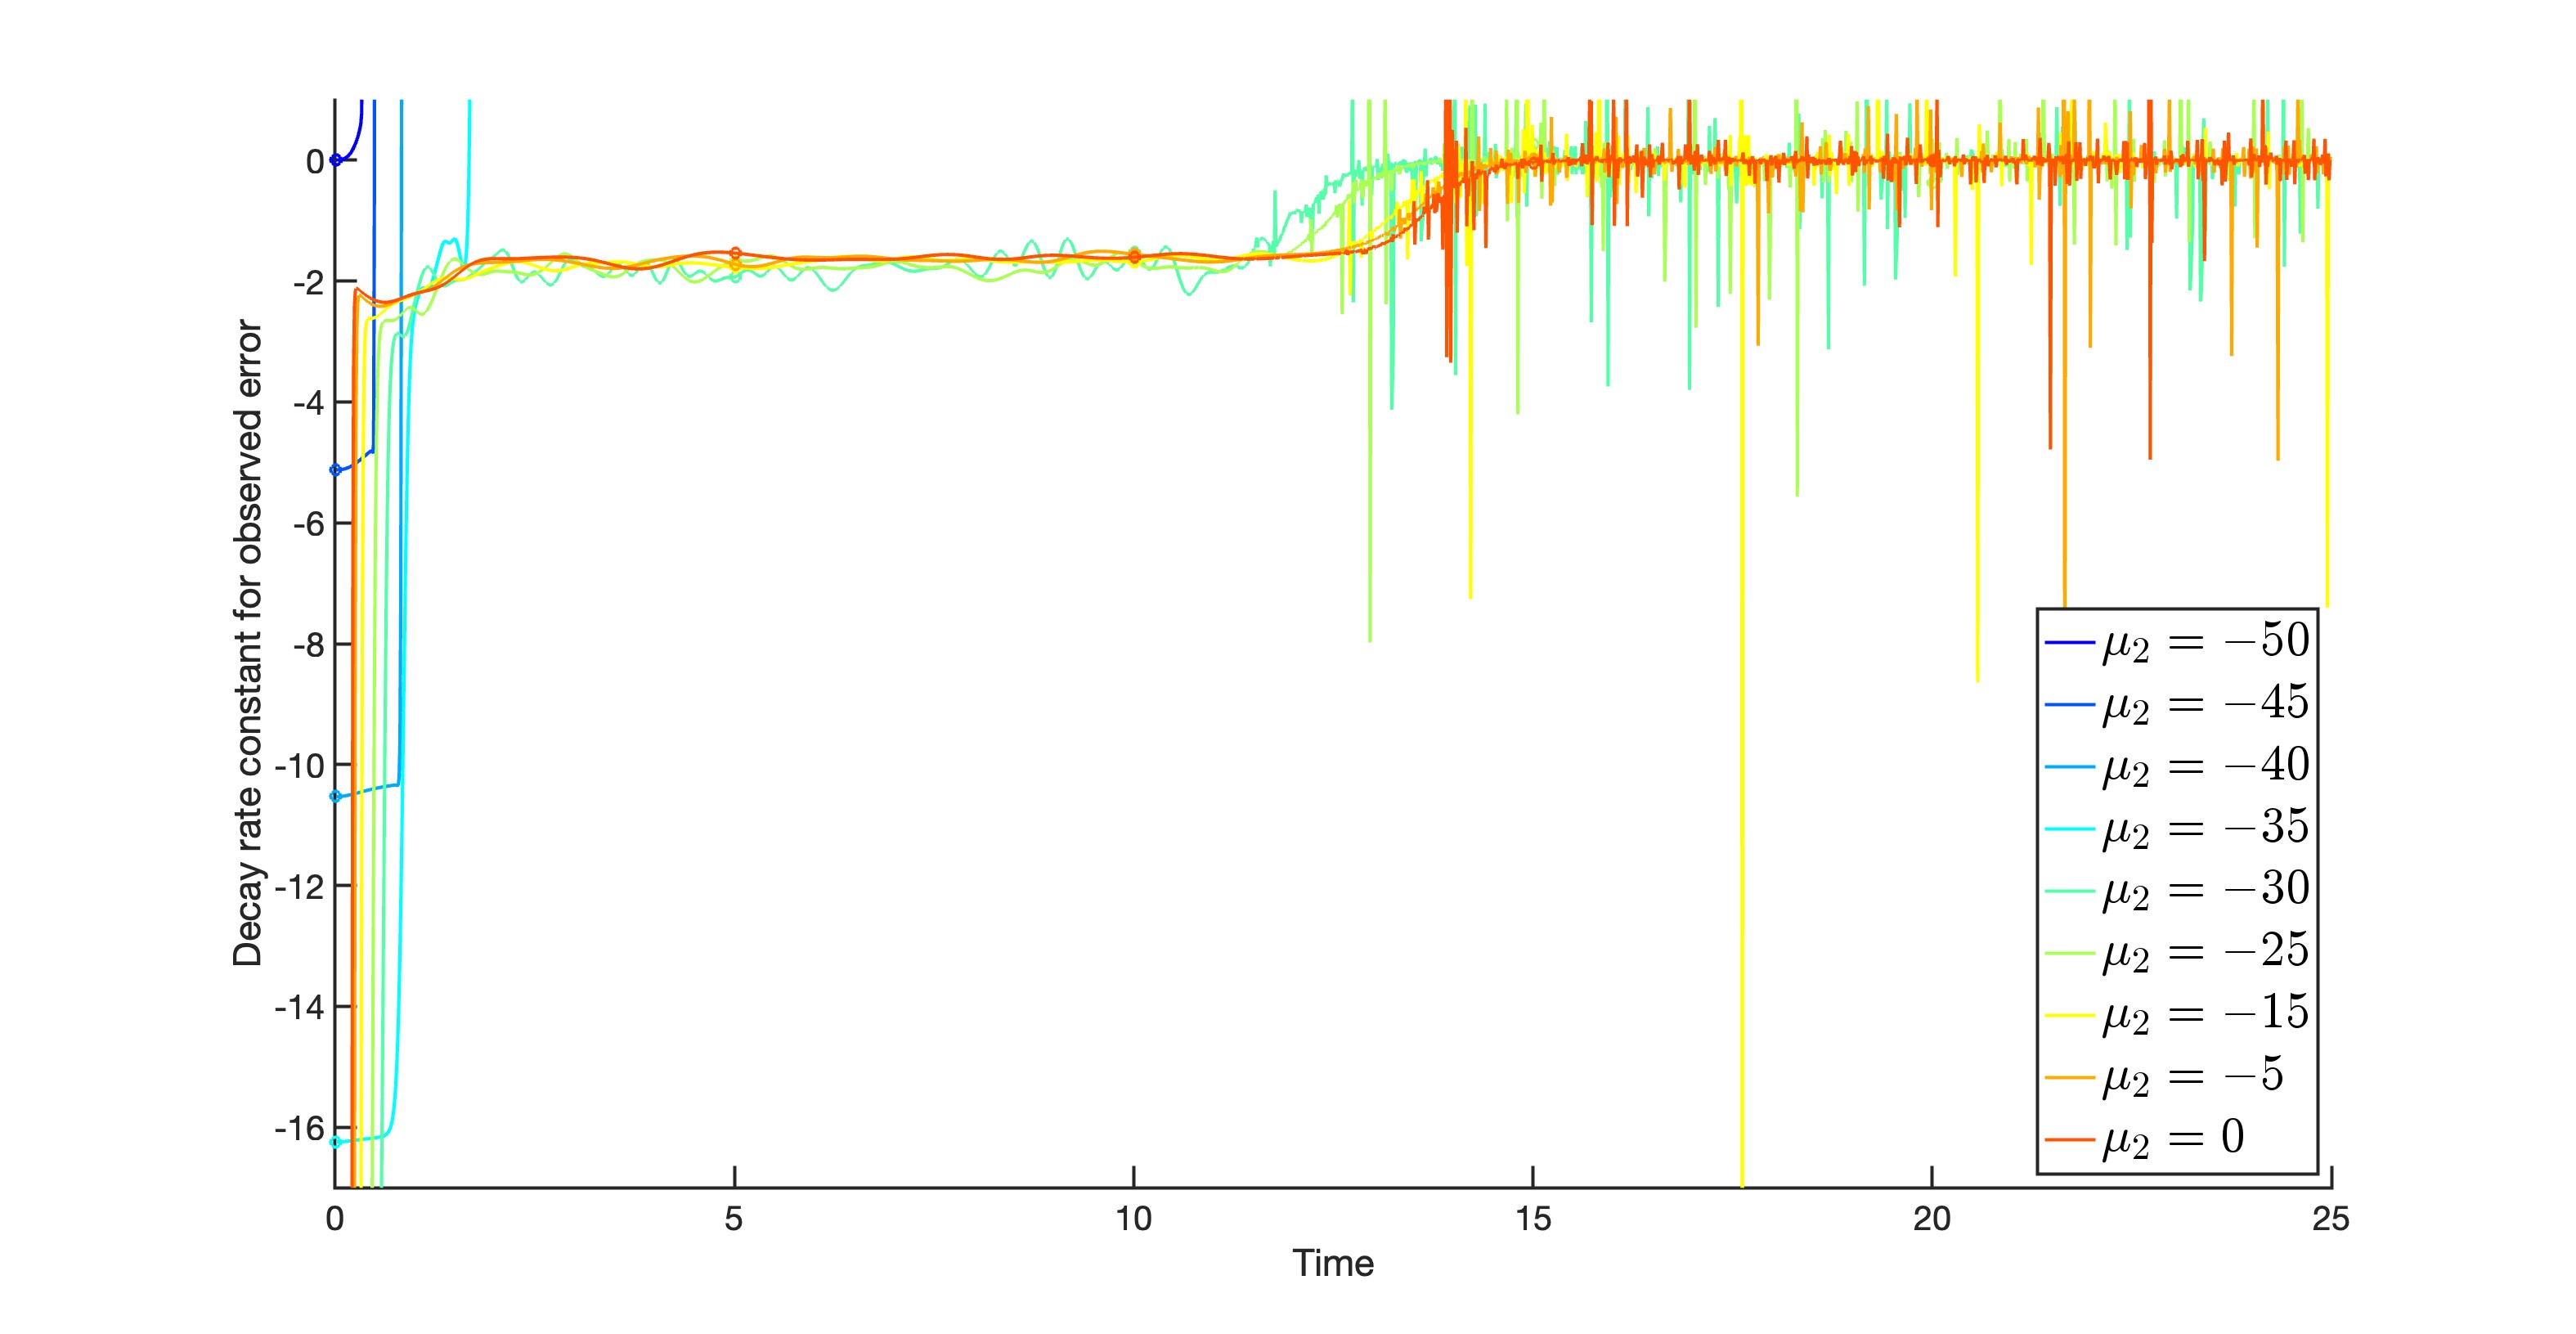 Decay rate constant for observed error
0
-2
-4
-6
-8
-10
-12
-14
-16
0 5 10 15 20 25
Time
μ₂ = −50
μ₂ = −45
μ₂ = −40
μ₂ = −35
μ₂ = −30
μ₂ = −25
μ₂ = −15
μ₂ = −5
μ₂ = 0